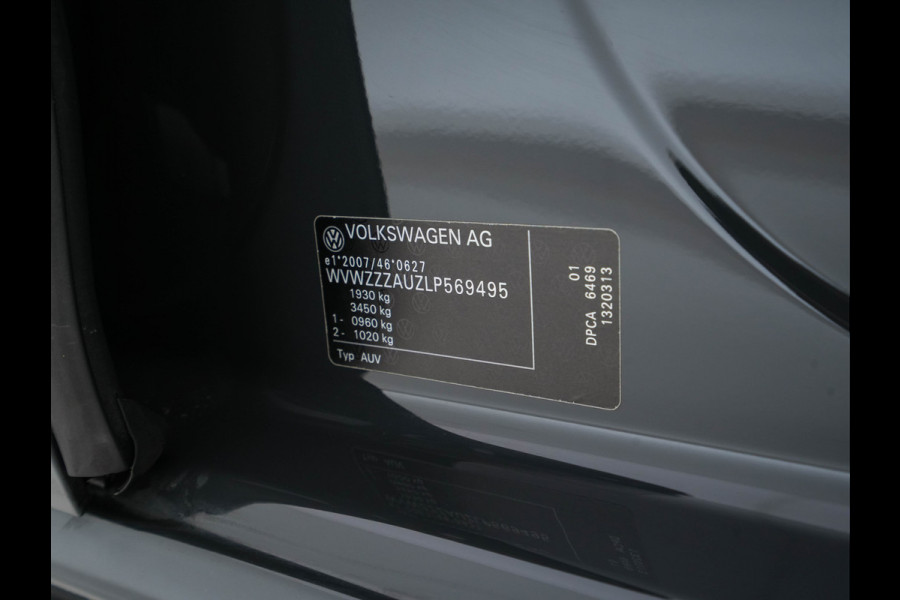 VOLKSWAGEN AG
e1*2007/46*0627
WVWZZZAUZLP569495
1930 kg
3450 kg
1- 0960 kg
2- 1020 kg
Typ AUV
01
DPCA 6469
1320313